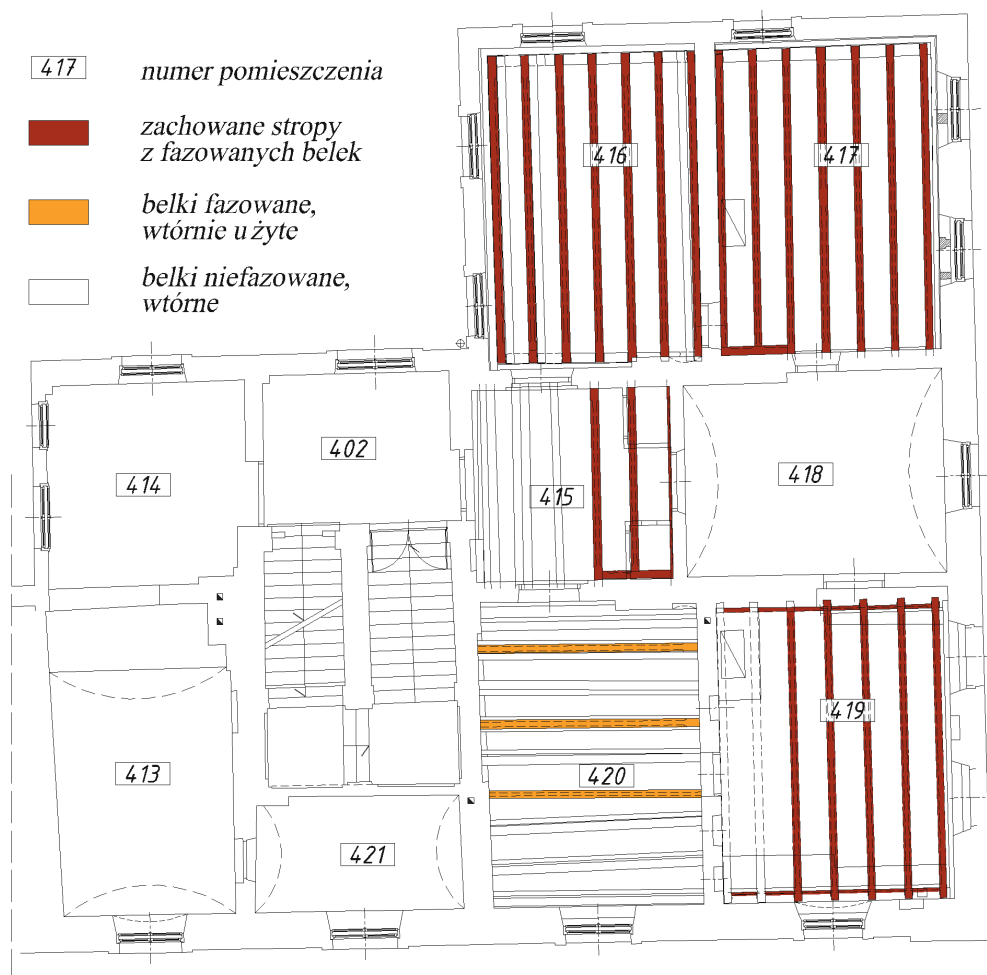 417 numer pomieszczenia
zachowane stropy
z fazowanych belek
belki fazowane,
wtórnie użyte
belki niefazowane,
wtórne
416
417
402
414
415
418
419
420
413
421